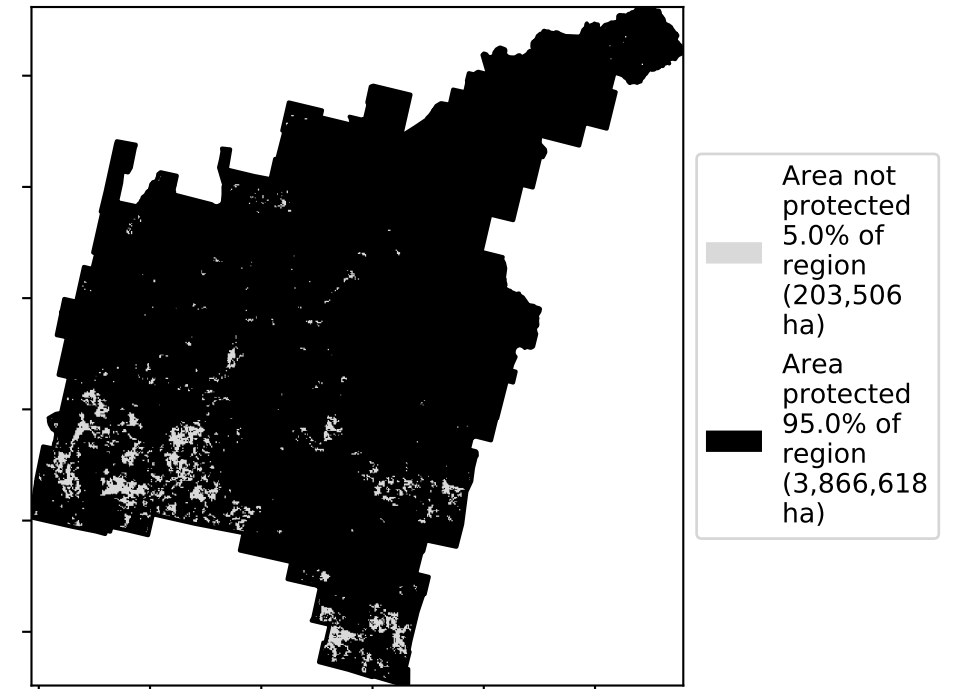 Area not
protected
5.0% of
region
(203,506
ha)
Area
protected
95.0% of
region
(3,866,618
ha)